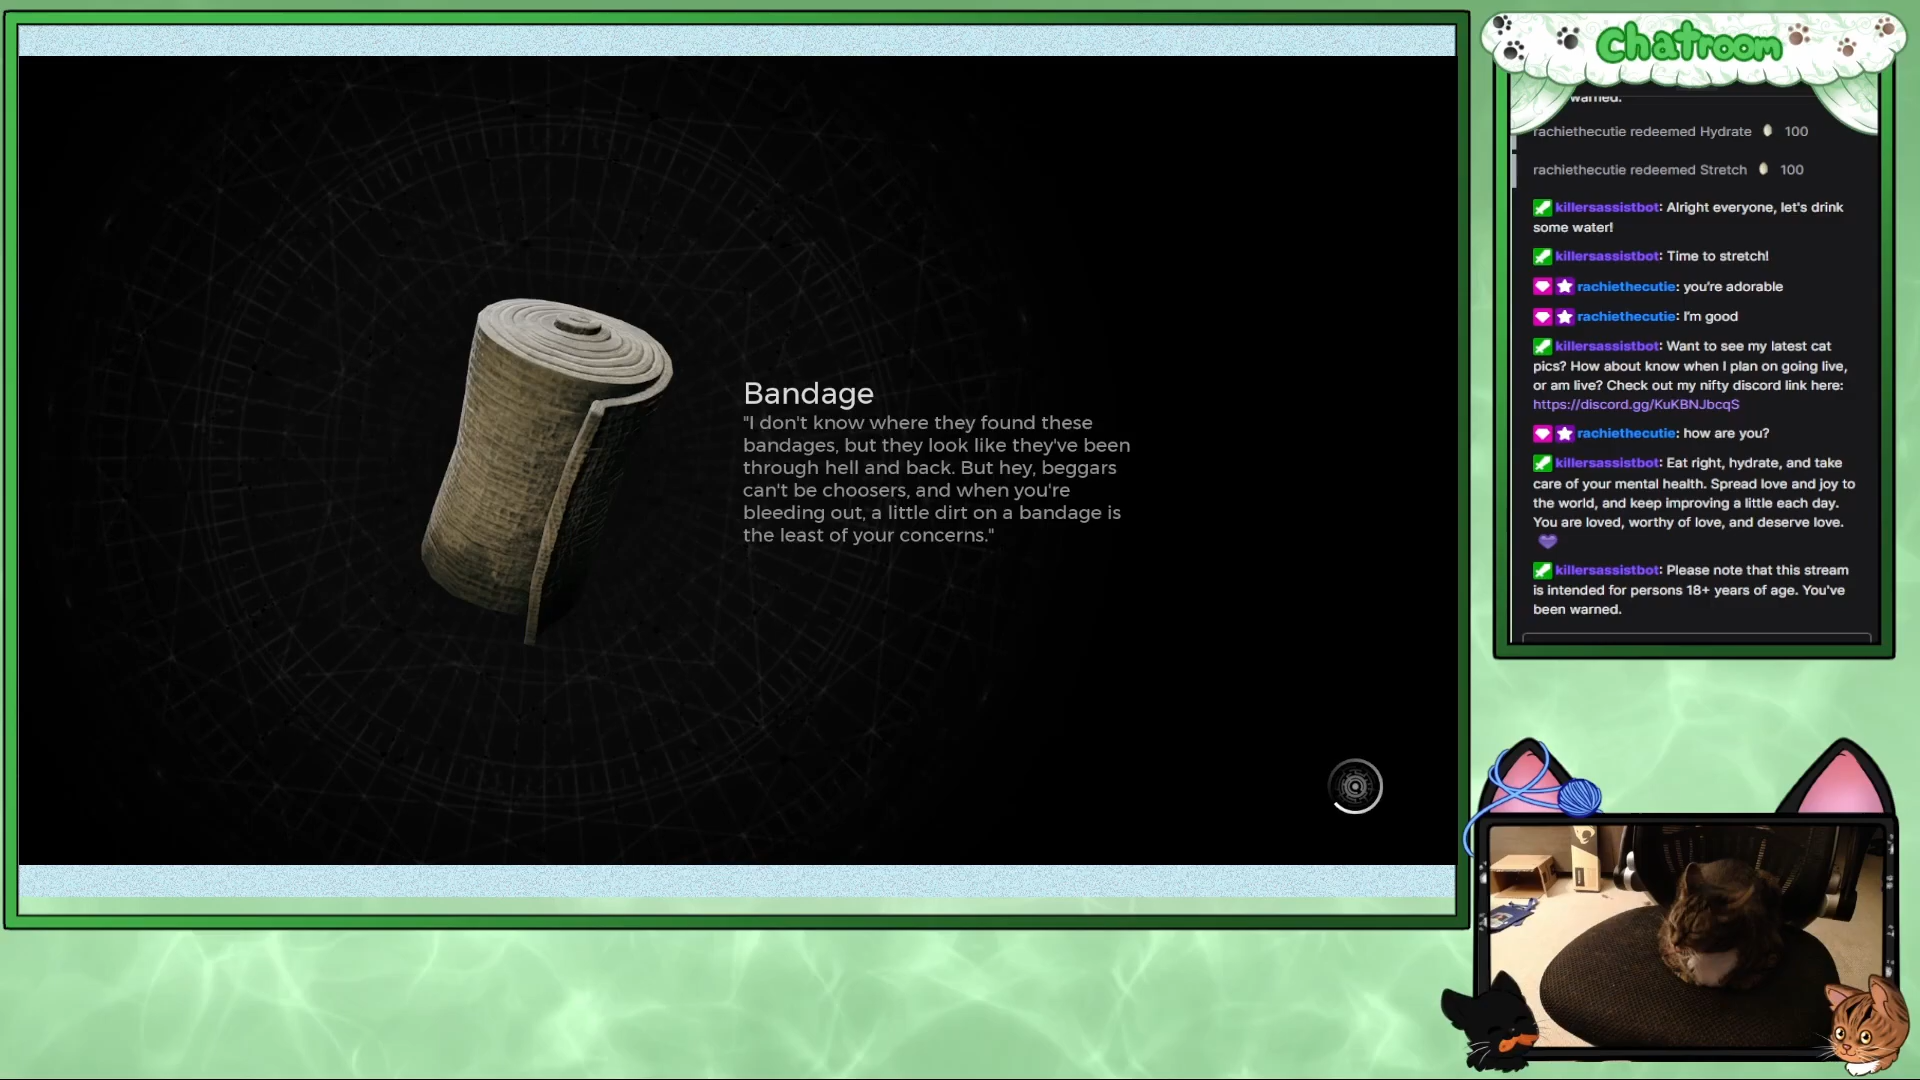 Chatroom
warned.
rachiethecutie redeemed Hydrate 100
rachiethecutie redeemed Stretch 100
killersassistbot: Alright everyone, let's drink
some water!
killersassistbot: Time to stretch!
rachiethecutie: you're adorable
rachiethecutie: I'm good
killersassistbot: Want to see my latest cat
pics? How about know when I plan on going live,
or am live? Check out my nifty discord link here:
https://discord.gg/KuKBNJbcqS
rachiethecutie: how are you?
killersassistbot: Eat right, hydrate, and take
care of your mental health. Spread love and joy to
the world, and keep improving a little each day.
You are loved, worthy of love, and deserve love.
killersassistbot: Please note that this stream
is intended for persons 18+ years of age. You've
been warned.
Bandage
"I don't know where they found these
bandages, but they look like they've been
through hell and back. But hey, beggars
can't be choosers, and when you're
bleeding out, a little dirt on a bandage is
the least of your concerns."